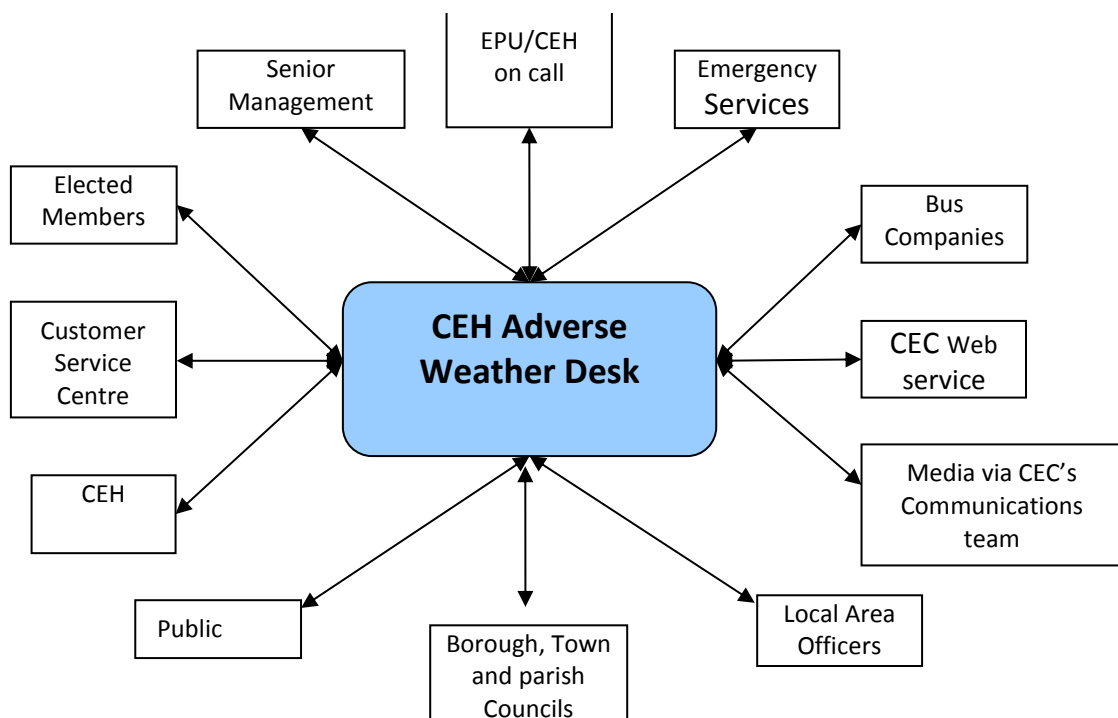 EPU/CEH
on call
Senior
Management
Emergency
Services
Elected
Members
Bus
Companies
CEH Adverse
Weather Desk
Customer
Service
Centre
CEC Web
service
CEH
Media via CEC’s
Communications
team
Public
Borough, Town
and parish
Councils
Local Area
Officers